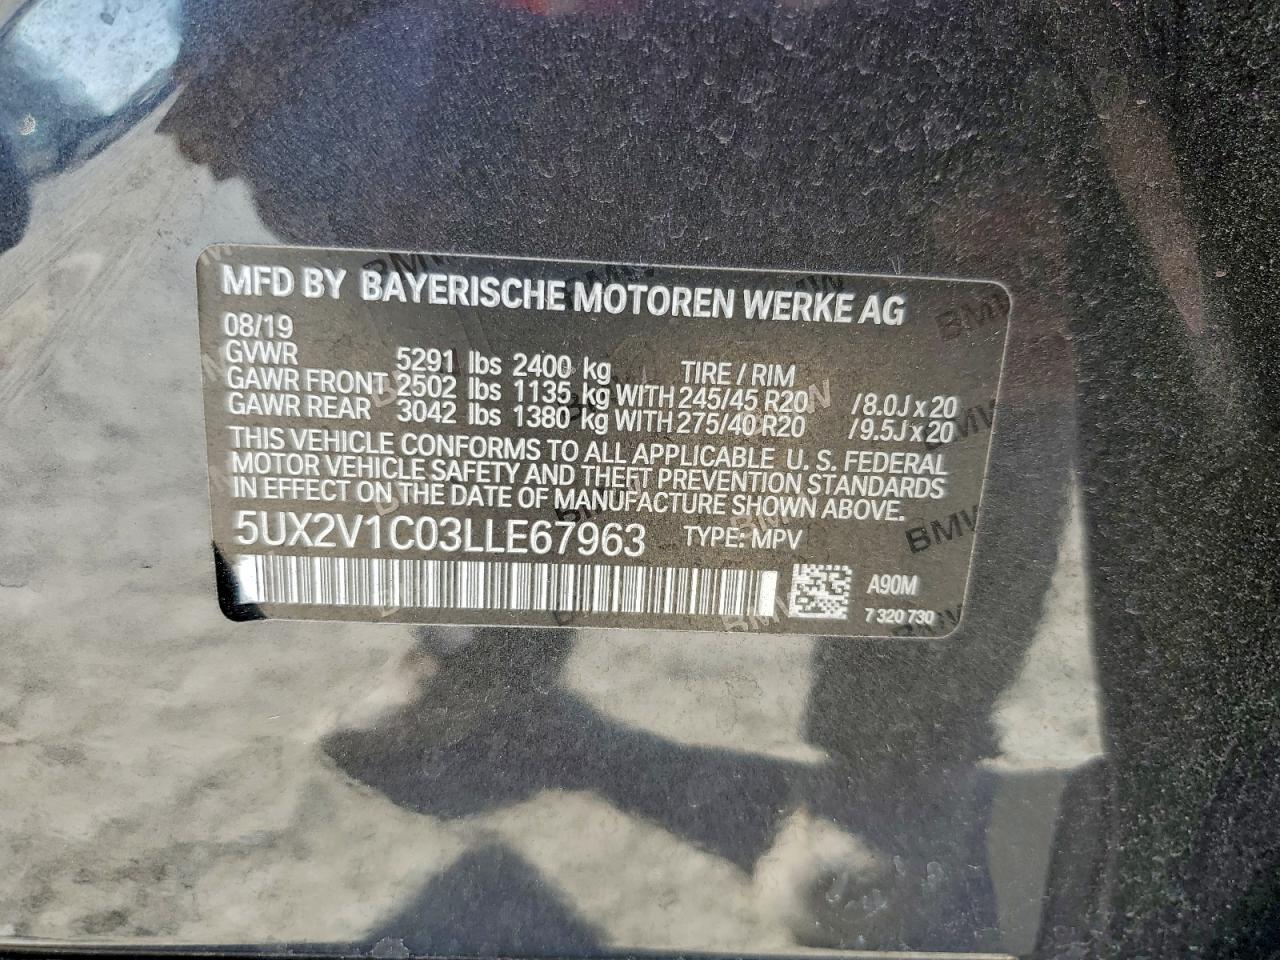 MFD BY BAYERISCHE MOTOREN WERKE AG
08/19
GVWR 5291 lbs 2400 kg TIRE / RIM
GAWR FRONT 2502 lbs 1135 kg WITH 245/45 R20 / 8.0J x 20
GAWR REAR 3042 lbs 1380 kg WITH 275/40 R20 / 9.5J x 20
THIS VEHICLE CONFORMS TO ALL APPLICABLE U. S. FEDERAL
MOTOR VEHICLE SAFETY AND THEFT PREVENTION STANDARDS
IN EFFECT ON THE DATE OF MANUFACTURE SHOWN ABOVE.
5UX2V1C03LLE67963 TYPE: MPV
A90M
7 320 730